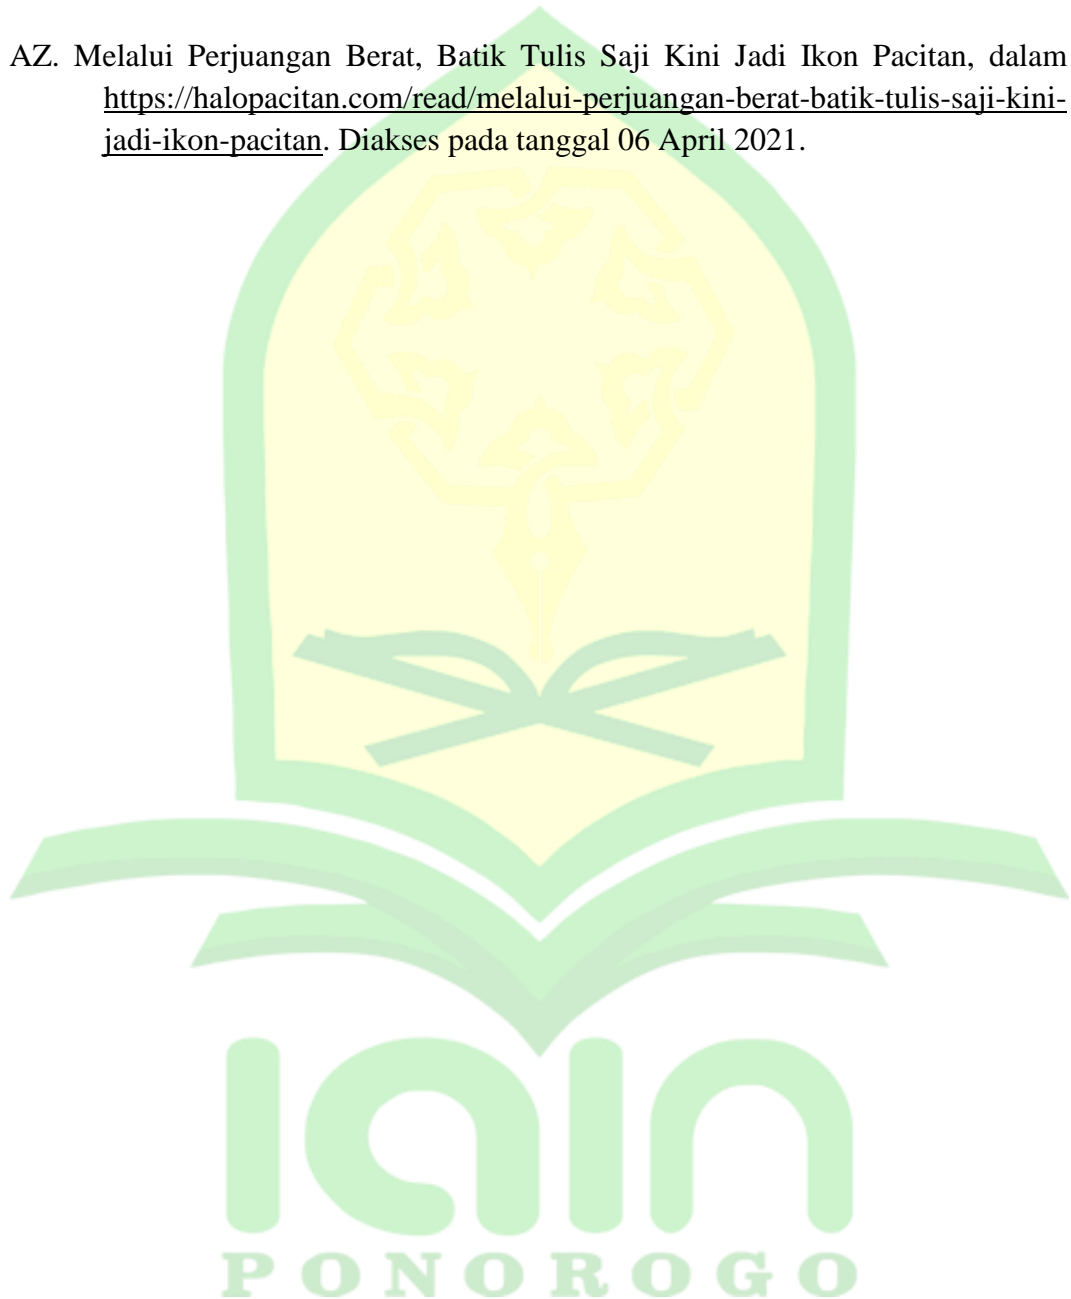 AZ. Melalui Perjuangan Berat, Batik Tulis Saji Kini Jadi Ikon Pacitan, dalam
https://halopacitan.com/read/melalui-perjuangan-berat-batik-tulis-saji-kini-
jadi-ikon-pacitan. Diakses pada tanggal 06 April 2021.
IAIN
PONOROGO